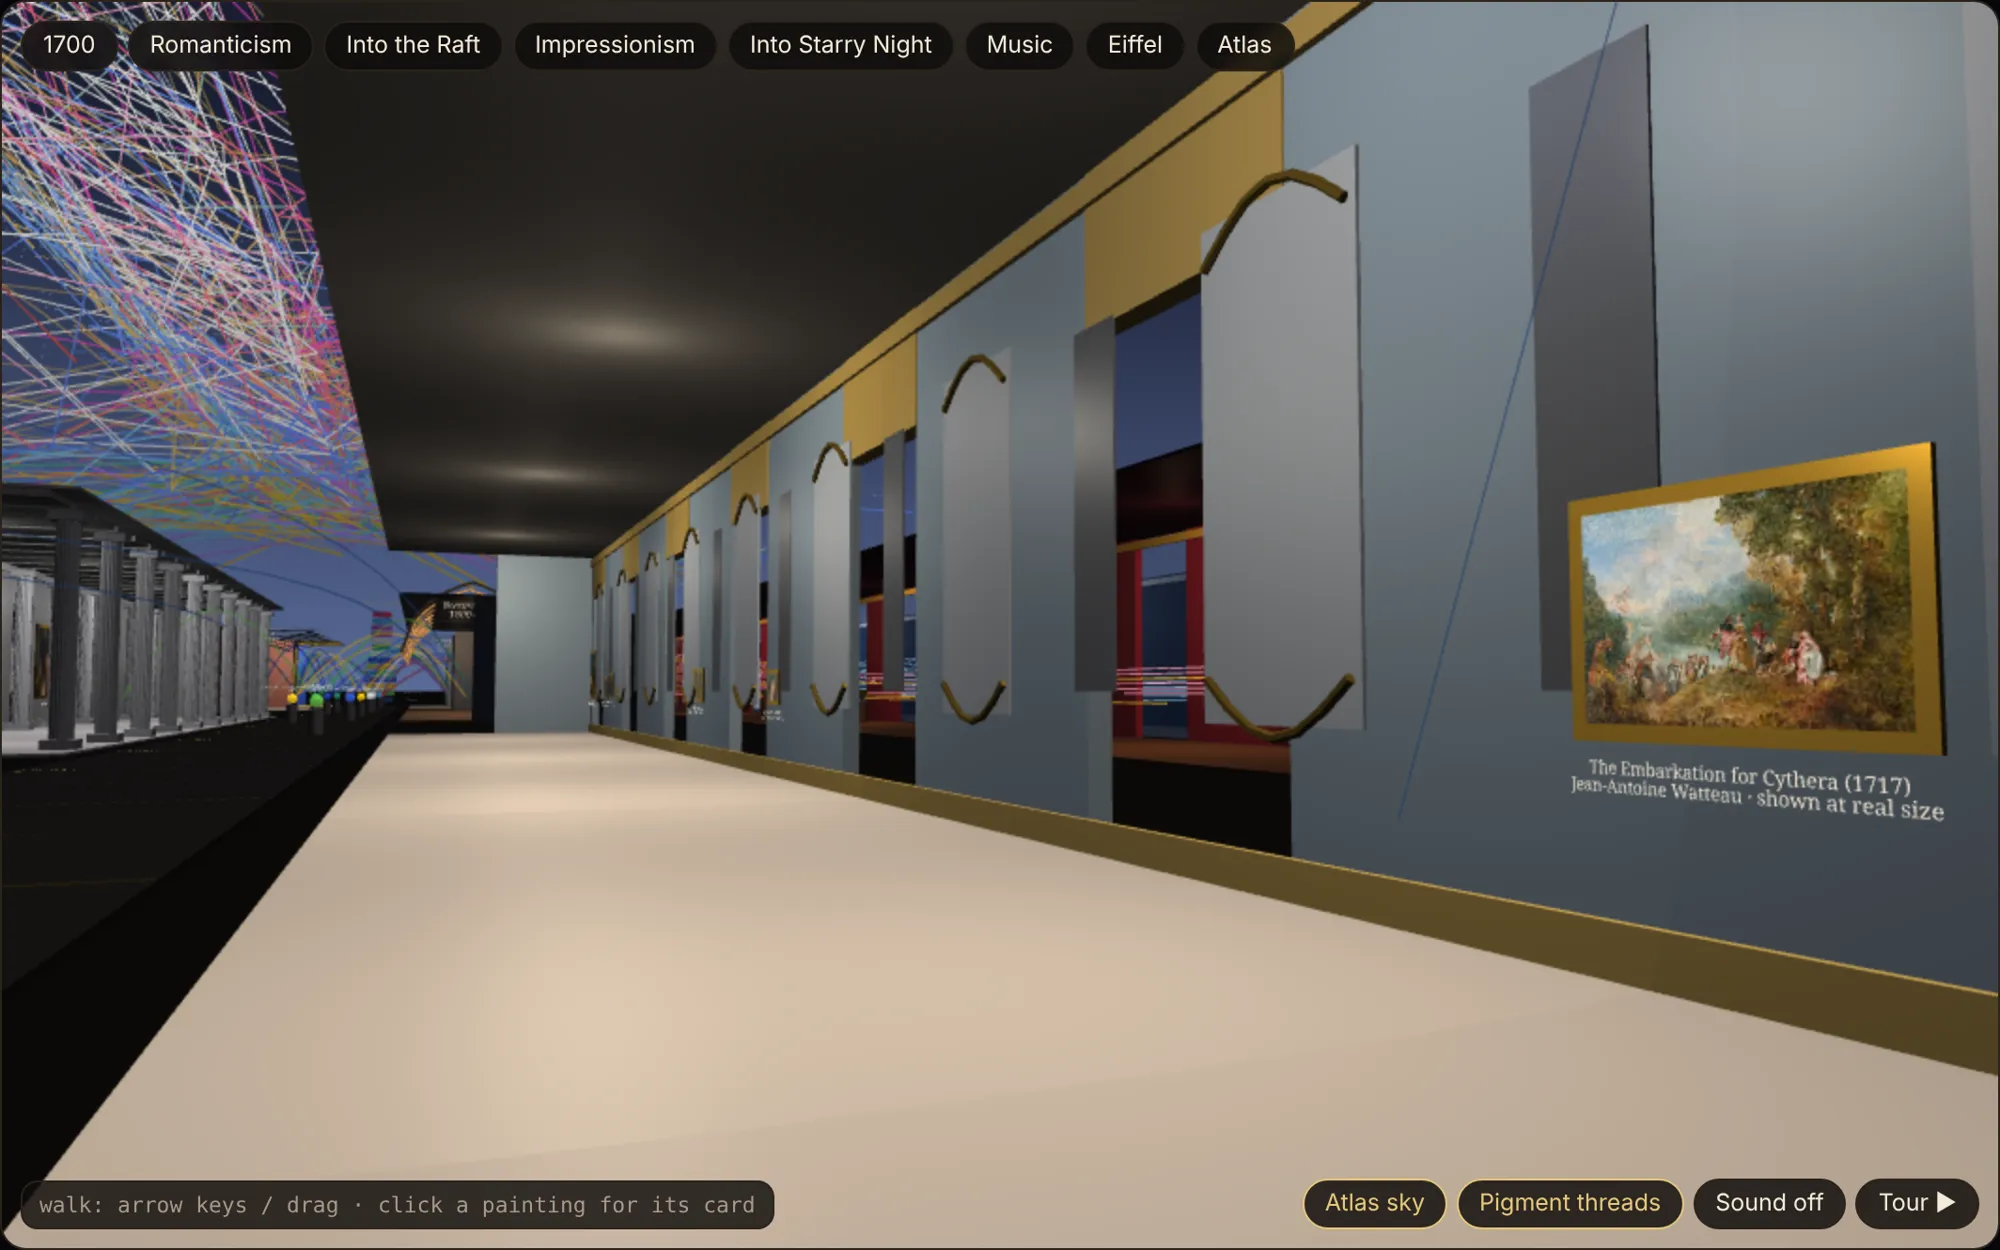 1700
Romanticism
Into the Raft
Impressionism
Into Starry Night
Music
Eiffel
Atlas
The Embarkation for Cythera (1717)
Jean-Antoine Watteau · shown at real size
walk: arrow keys / drag · click a painting for its card
Atlas sky
Pigment threads
Sound off
Tour ▶